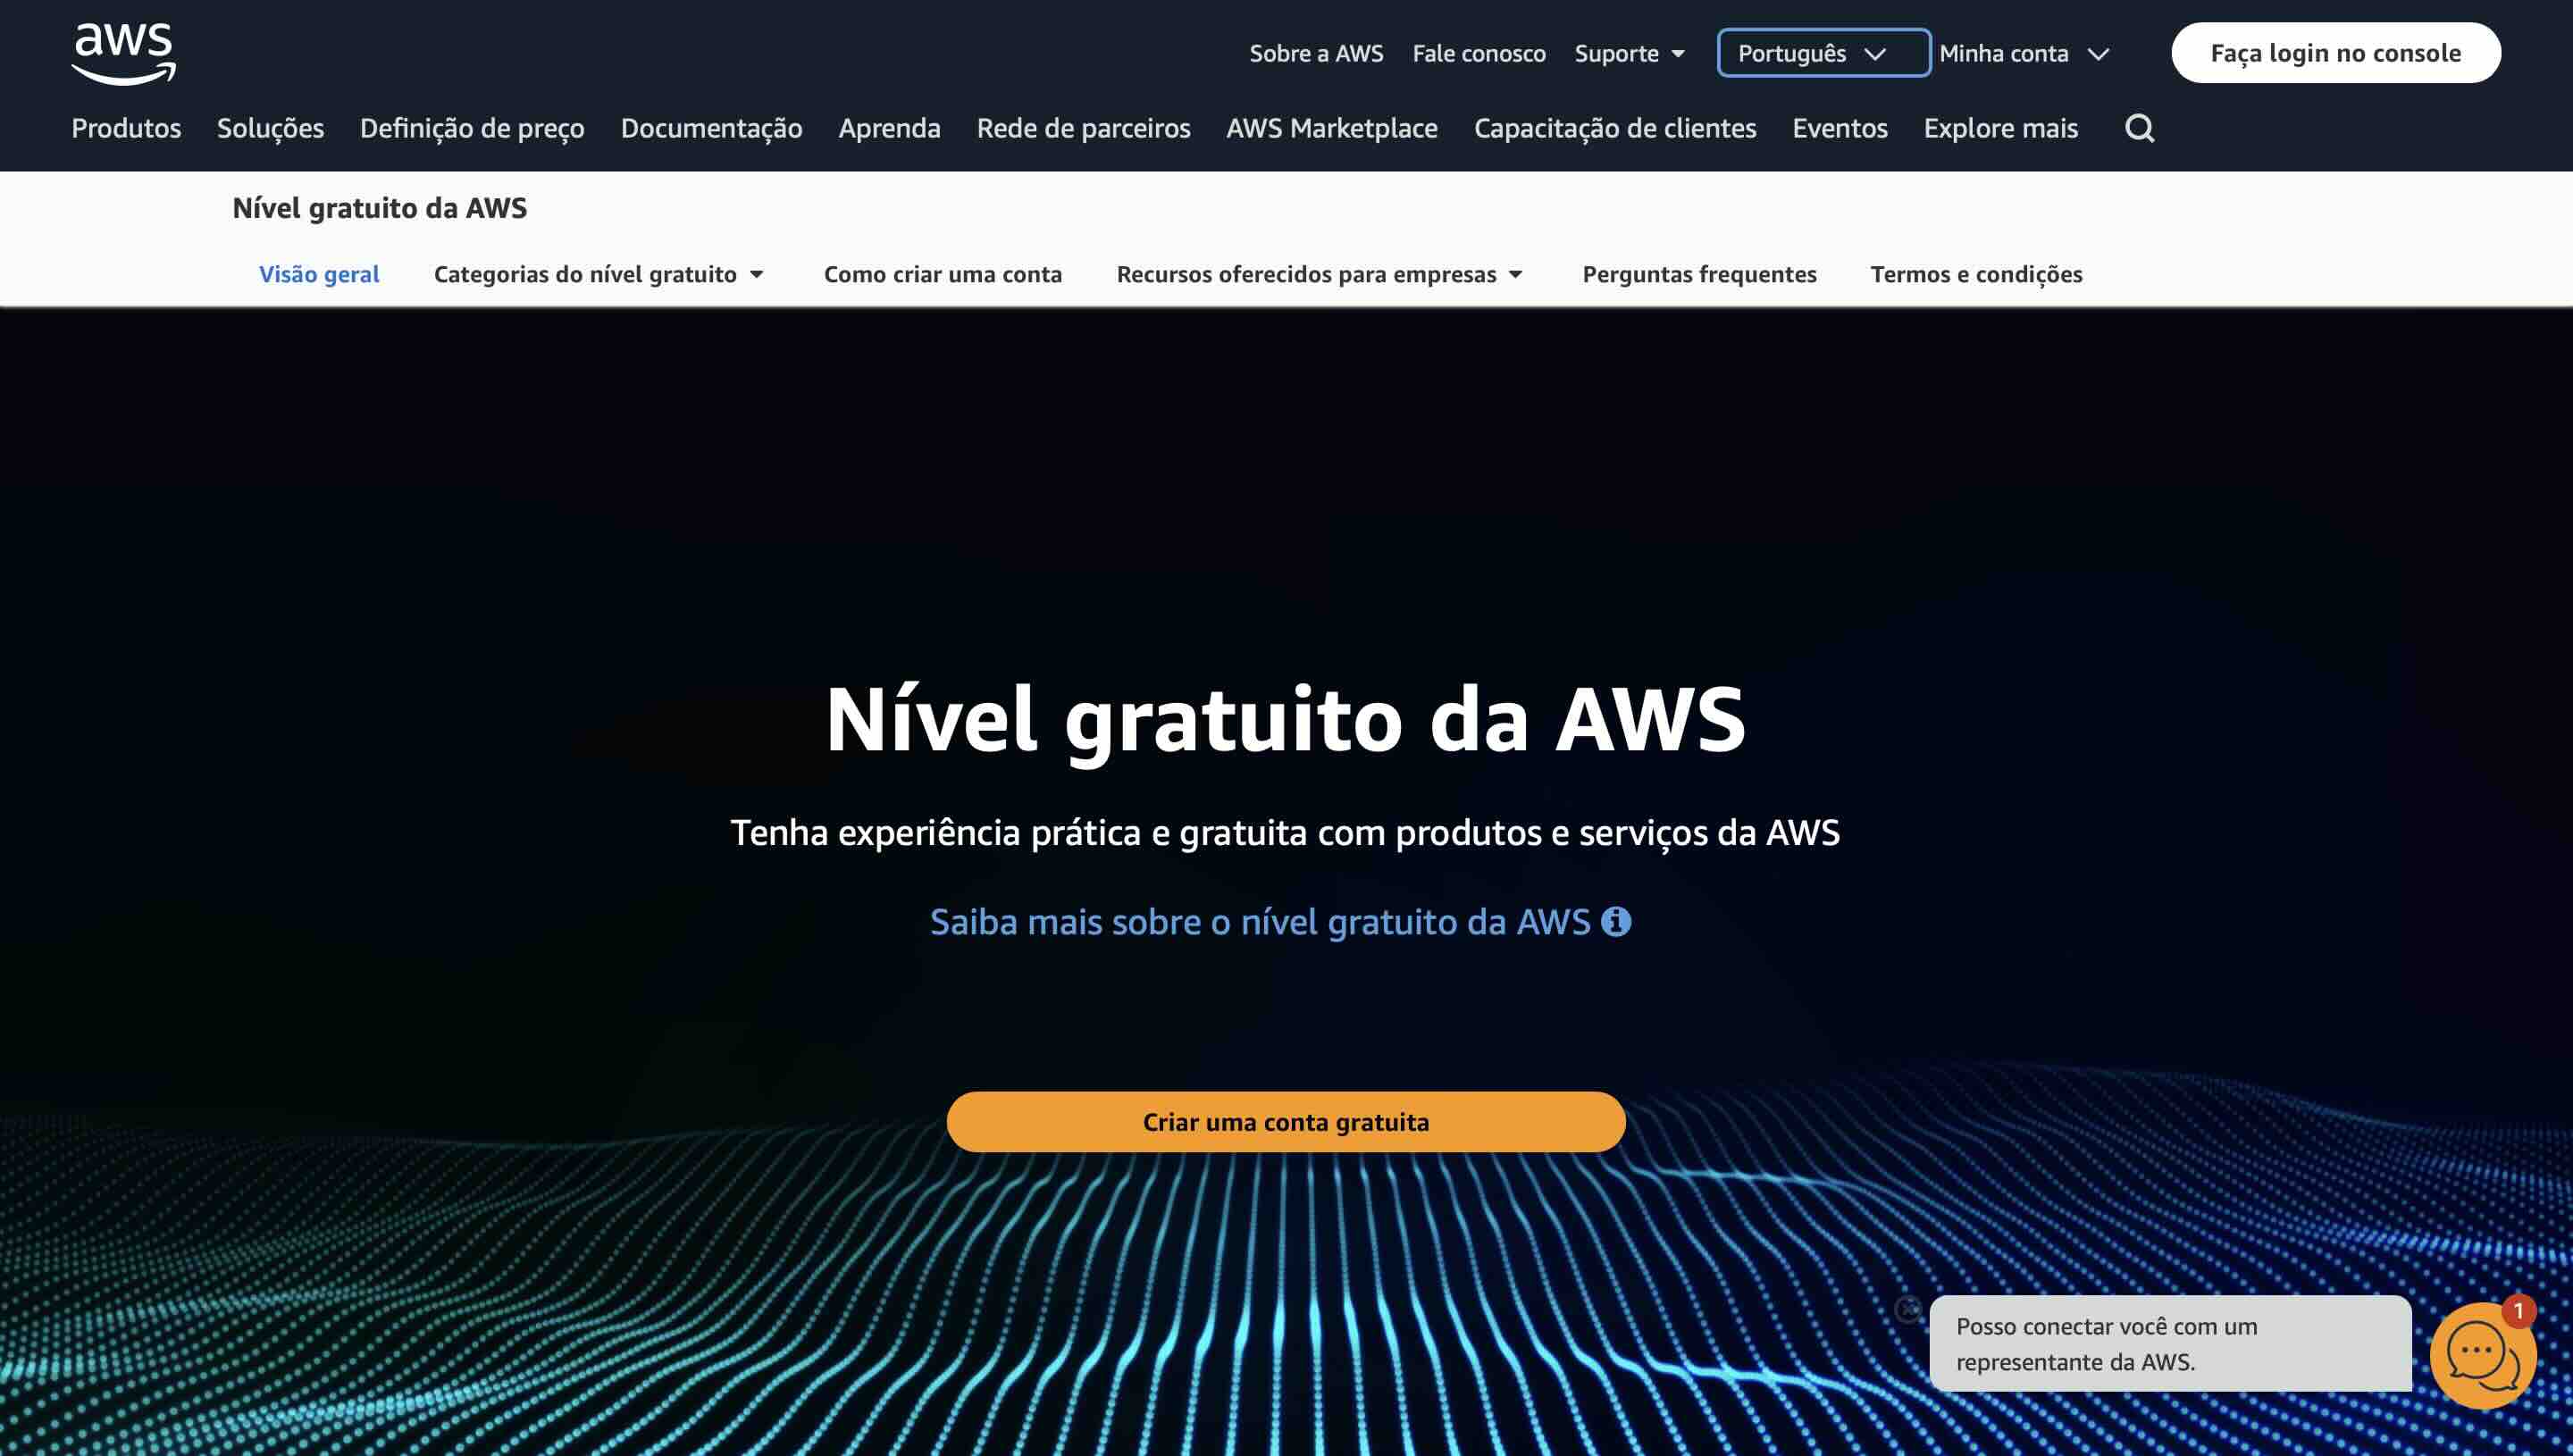 aws
Sobre a AWS Fale conosco Suporte Português Minha conta Faça login no console
Produtos Soluções Definição de preço Documentação Aprenda Rede de parceiros AWS Marketplace Capacitação de clientes Eventos Explore mais
Nível gratuito da AWS
Visão geral Categorias do nível gratuito Como criar uma conta Recursos oferecidos para empresas Perguntas frequentes Termos e condições
Nível gratuito da AWS
Tenha experiência prática e gratuita com produtos e serviços da AWS
Saiba mais sobre o nível gratuito da AWS
Criar uma conta gratuita
Posso conectar você com um
representante da AWS.
1